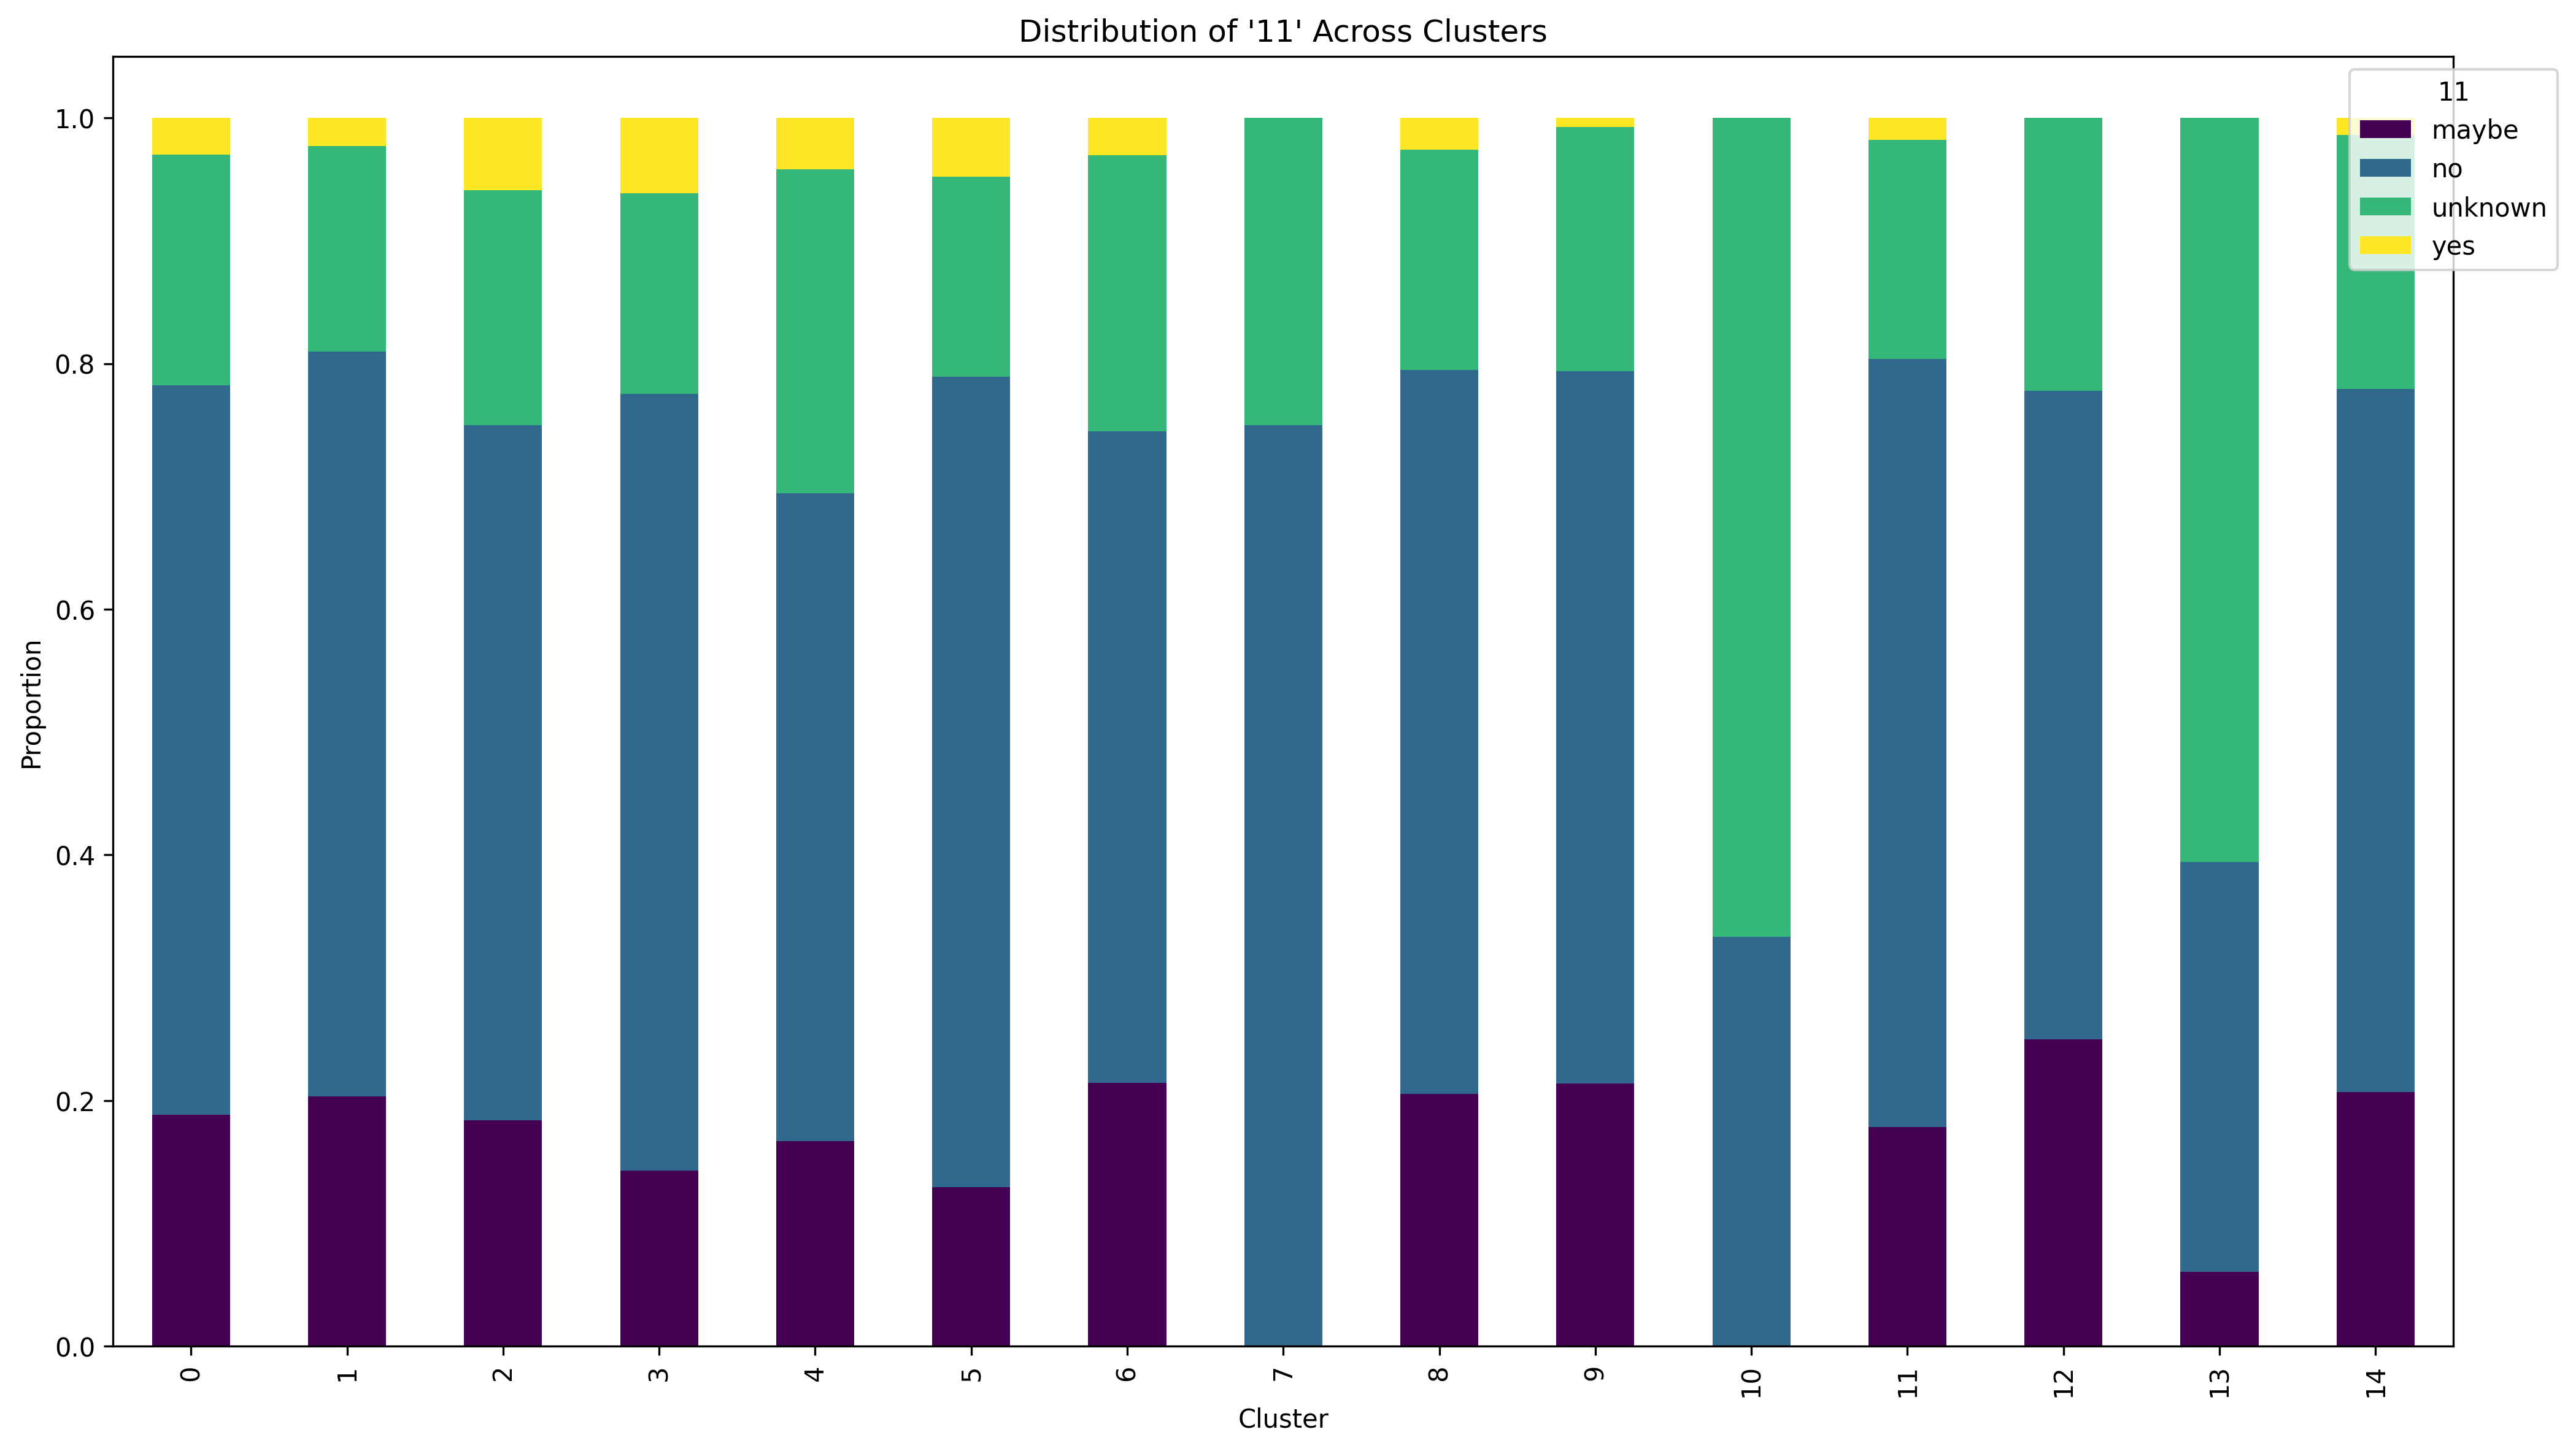 Distribution of '11' Across Clusters
11
maybe
no
unknown
yes
1.0
0.8
0.6
0.4
0.2
0.0
Proportion
0 1 2 3 4 5 6 7 8 9 10 11 12 13 14
Cluster